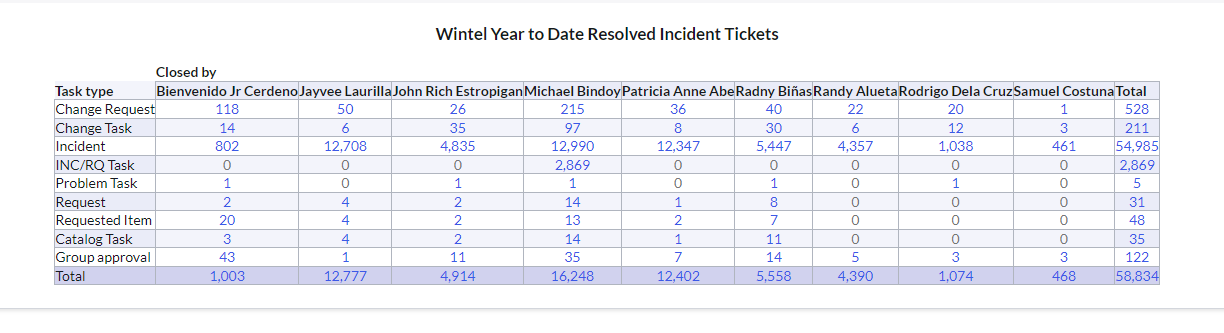 Wintel Year to Date Resolved Incident Tickets
Closed by
Task type Bienvenido Jr Cerdeno Jayvee Laurilla John Rich Estropigan Michael Bindoy Patricia Anne Abe Radny Biñas Randy Alueta Rodrigo Dela Cruz Samuel Costuna Total
Change Request 118 50 26 215 36 40 22 20 1 528
Change Task 14 6 35 97 8 30 6 12 3 211
Incident 802 12,708 4,835 12,990 12,347 5,447 4,357 1,038 461 54,985
INC/RQ Task 0 0 0 2,869 0 0 0 0 0 2,869
Problem Task 1 0 1 1 0 1 0 1 0 5
Request 2 4 2 14 1 8 0 0 0 31
Requested Item 20 4 2 13 2 7 0 0 0 48
Catalog Task 3 4 2 14 1 11 0 0 0 35
Group approval 43 1 11 35 7 14 5 3 3 122
Total 1,003 12,777 4,914 16,248 12,402 5,558 4,390 1,074 468 58,834